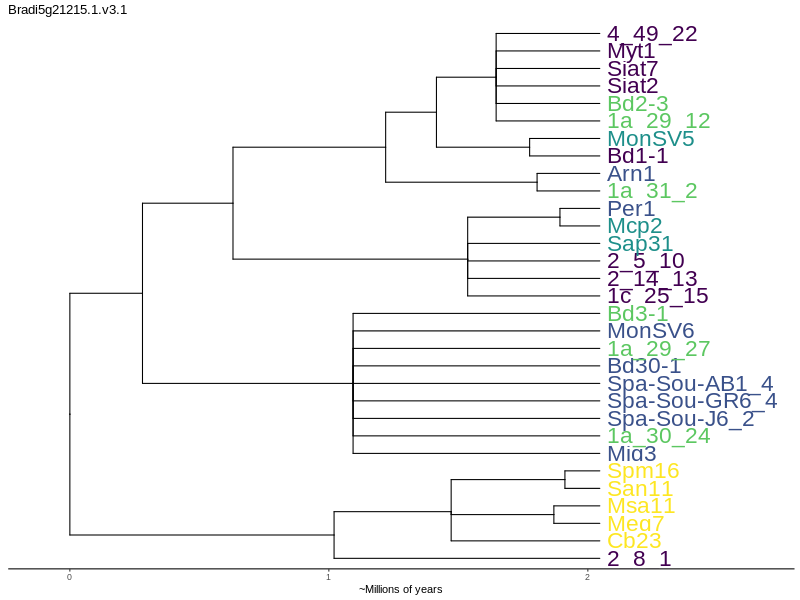 Bradi5g21215.1.v3.1
4_49_22
Myt1
Siat7
Siat2
Bd2-3
1a_29_12
MonSV5
Bd1-1
Arn1
1a_31_2
Per1
Mcp2
Sap31
2_5_10
2_14_13
1c_25_15
Bd3-1
MonSV6
1a_29_27
Bd30-1
Spa-Sou-AB1_4
Spa-Sou-GR6_4
Spa-Sou-J6_2
1a_30_24
Mig3
Spm16
San11
Msa11
Meg7
Cb23
2_8_1
0 1 2
~Millions of years